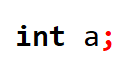 int a;